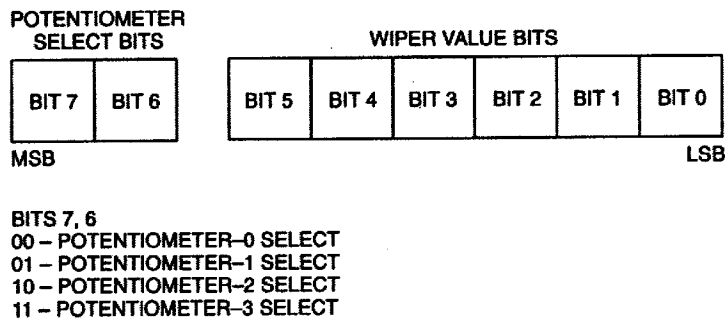 POTENTIOMETER
SELECT BITS
WIPER VALUE BITS
BIT 7 BIT 6 BIT 5 BIT 4 BIT 3 BIT 2 BIT 1 BIT 0
MSB LSB
BITS 7, 6
00 – POTENTIOMETER–0 SELECT
01 – POTENTIOMETER–1 SELECT
10 – POTENTIOMETER–2 SELECT
11 – POTENTIOMETER–3 SELECT